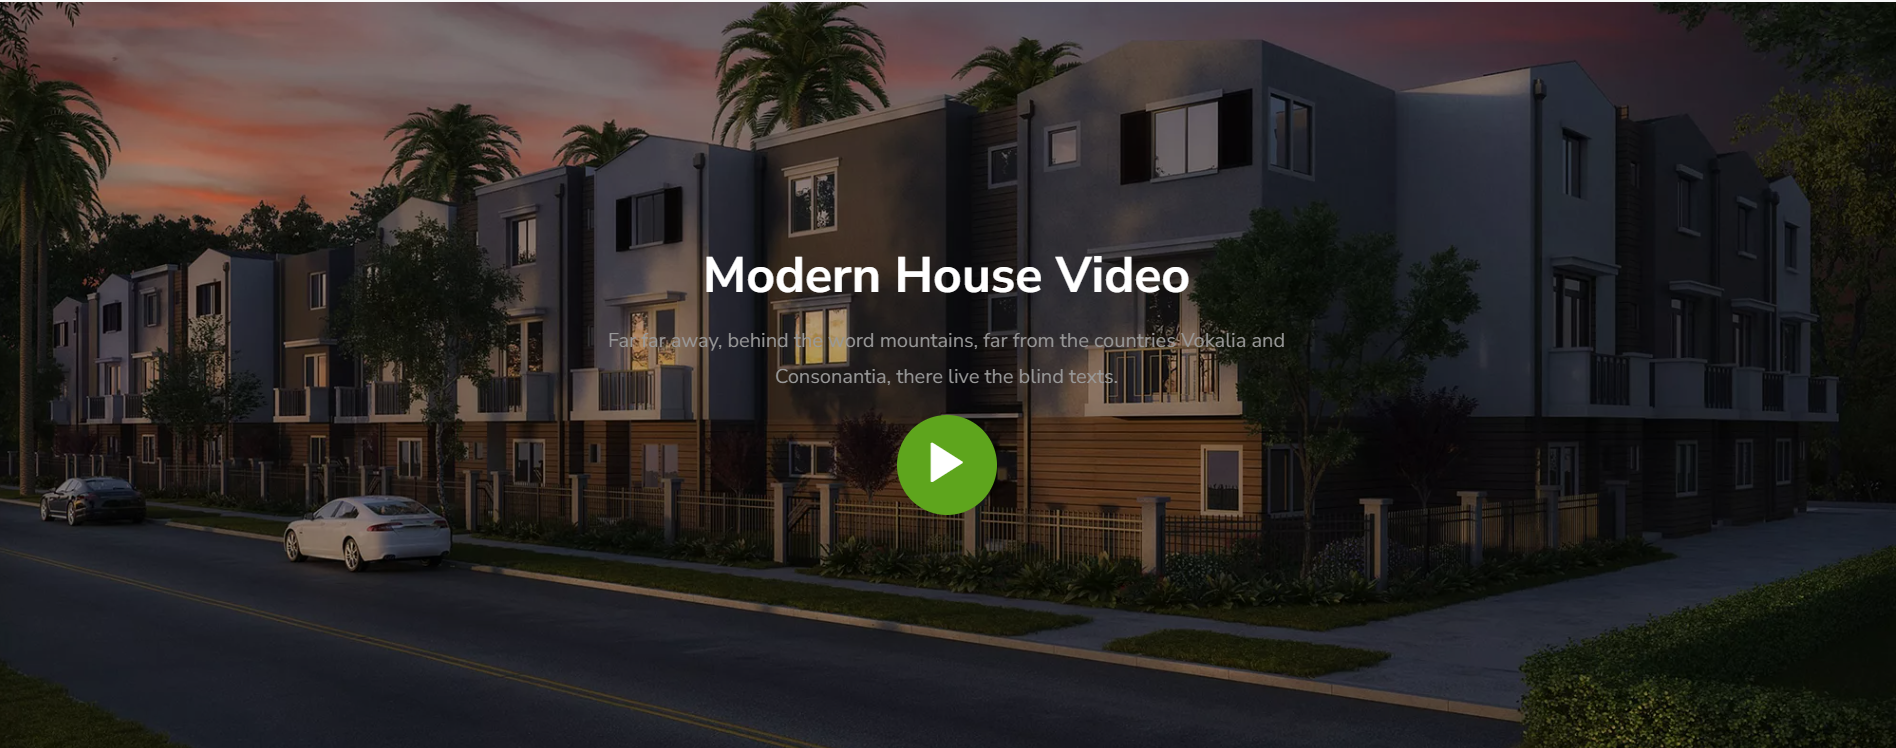 Modern House Video
Far far away, behind the word mountains, far from the countries Vokalia and
Consonantia, there live the blind texts.